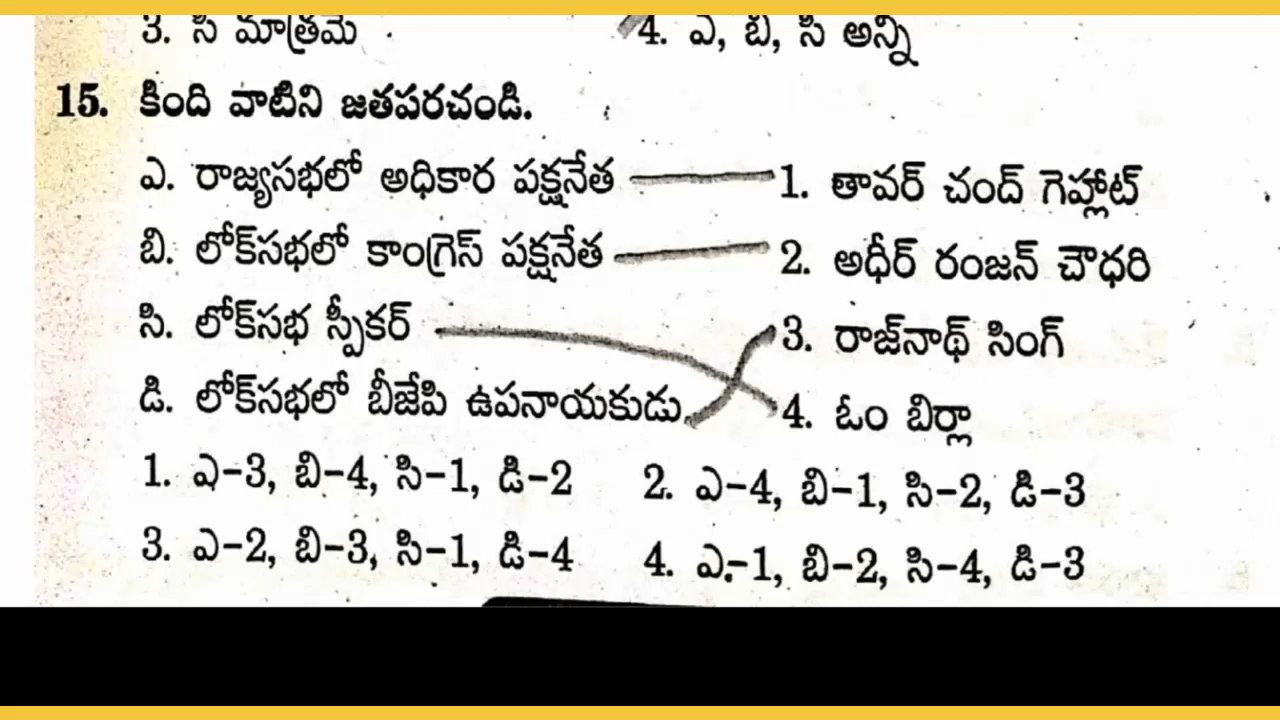 3. సి మాత్రమే 4. ఎ, బి, సి అన్ని
15. కింది వాటిని జతపరచండి.
ఎ. రాజ్యసభలో అధికార పక్షనేత 1. తావర్ చంద్ గెహ్లాట్
బి. లోక్‌సభలో కాంగ్రెస్ పక్షనేత 2. అధీర్ రంజన్ చౌధరి
సి. లోక్‌సభ స్పీకర్ 3. రాజ్‌నాథ్ సింగ్
డి. లోక్‌సభలో బీజేపి ఉపనాయకుడు 4. ఓం బిర్లా
1. ఎ-3, బి-4, సి-1, డి-2 2. ఎ-4, బి-1, సి-2, డి-3
3. ఎ-2, బి-3, సి-1, డి-4 4. ఎ-1, బి-2, సి-4, డి-3